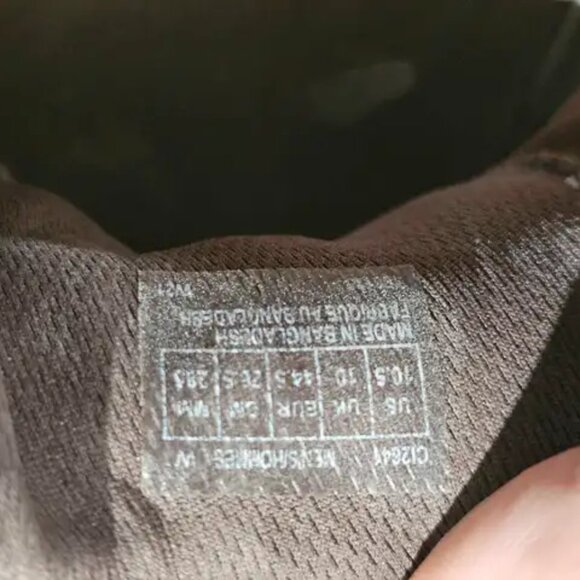 CI2641 MEN'S/HOMMES W
US UK EUR CM MM
10.5 10 44.5 28.5 285
MADE IN BANGLADESH
FABRIQUE AU BANGLADESH